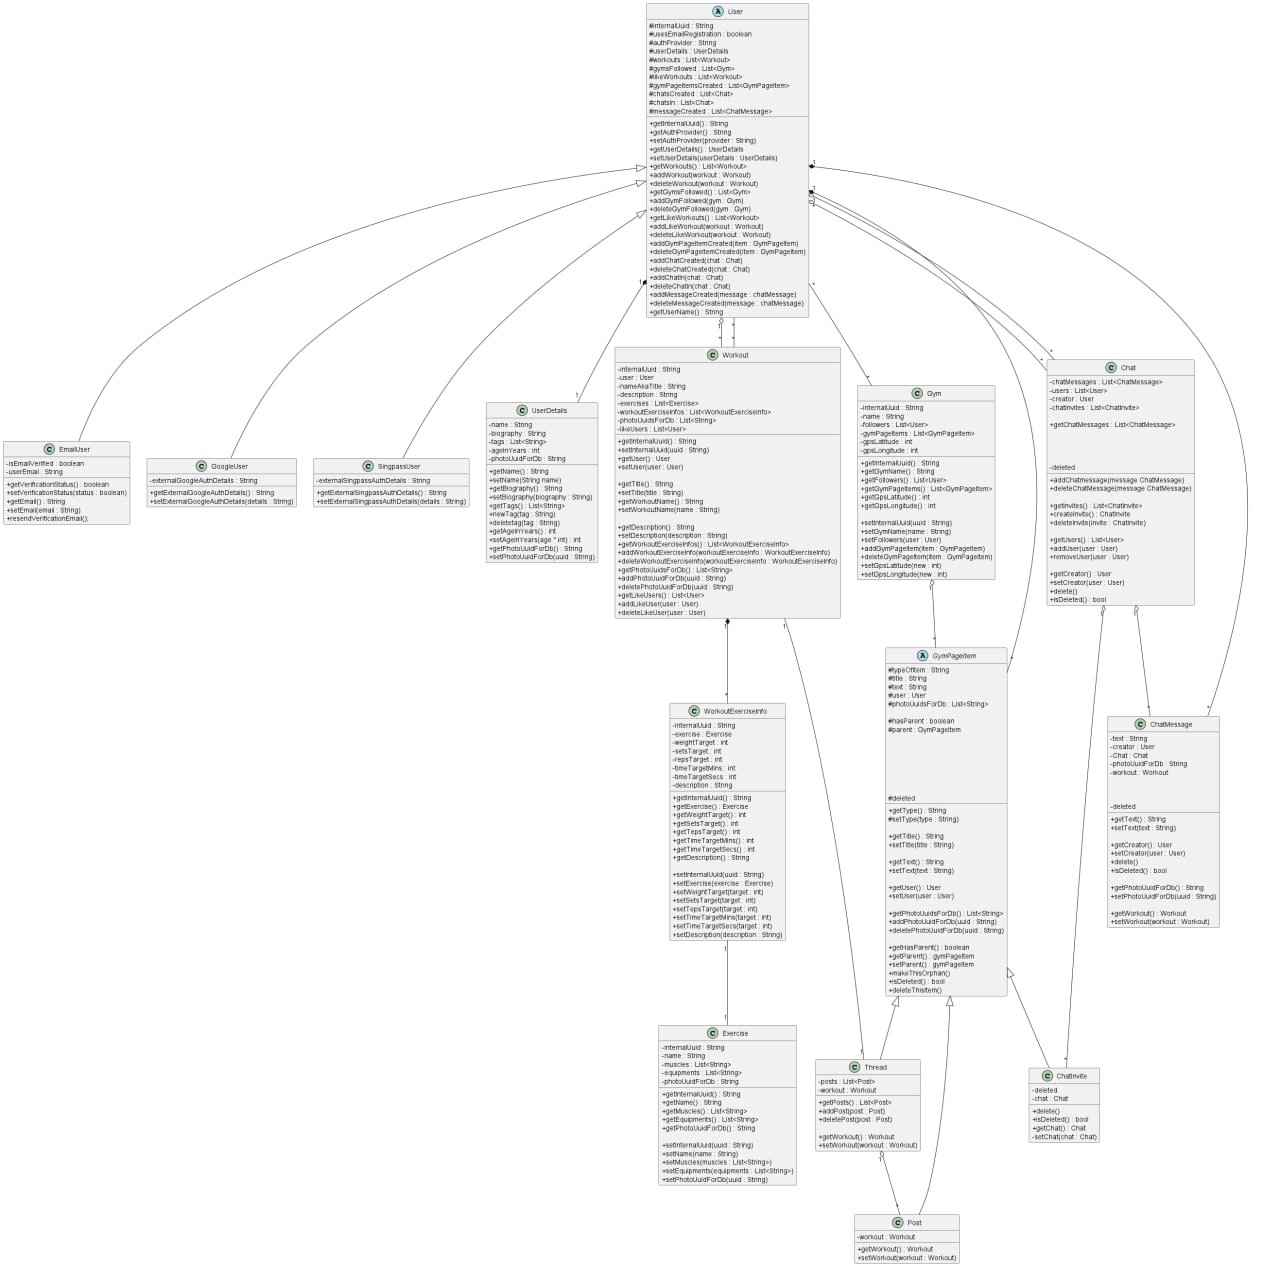 A User
#internalUuid : String
#usesEmailRegistration : boolean
#authProvider : String
#userDetails : UserDetails
#workouts : List<Workout>
#gymsFollowed : List<Gym>
#likeWorkouts : List<Workout>
#gymPageItemsCreated : List<GymPageItem>
#chatsCreated : List<Chat>
#chatsIn : List<Chat>
#messageCreated : List<ChatMessage>
+getInternalUuid() : String
+getAuthProvider() : String
+setAuthProvider(provider : String)
+getUserDetails() : UserDetails
+setUserDetails(userDetails : UserDetails)
+getWorkouts() : List<Workout>
+addWorkout(workout : Workout)
+deleteWorkout(workout : Workout)
+getGymsFollowed() : List<Gym>
+addGymFollowed(gym : Gym)
+deleteGymFollowed(gym : Gym)
+getLikeWorkouts() : List<Workout>
+addLikeWorkout(workout : Workout)
+deleteLikeWorkout(workout : Workout)
+addGymPageItemCreated(item : GymPageItem)
+deleteGymPageItemCreated(item : GymPageItem)
+addChatCreated(chat : Chat)
+deleteChatCreated(chat : Chat)
+addChatIn(chat : Chat)
+deleteChatIn(chat : Chat)
+addMessageCreated(message : chatMessage)
+deleteMessageCreated(message : chatMessage)
+getUserName() : String
C EmailUser
-isEmailVerified : boolean
-userEmail : String
+getVerificationStatus() : boolean
+setVerificationStatus(status : boolean)
+getEmail() : String
+setEmail(email : String)
+resendVerificationEmail();
C GoogleUser
-externalGoogleAuthDetails : String
+getExternalGoogleAuthDetails() : String
+setExternalGoogleAuthDetails(details : String)
C SingpassUser
-externalSingpassAuthDetails : String
+getExternalSingpassAuthDetails() : String
+setExternalSingpassAuthDetails(details : String)
C UserDetails
-name : String
-biography : String
-tags : List<String>
-ageInYears : int
-photoUuidForDb : String
+getName() : String
+setName(String name)
+getBiography() : String
+setBiography(biography : String)
+getTags() : List<String>
+newTag(tag : String)
+deletetag(tag : String)
+getAgeInYears() : int
+setAgeInYears(age * int) : int
+getPhotoUuidForDb() : String
+setPhotoUuidForDb(uuid : String)
C Workout
-internalUuid : String
-user : User
-nameAkaTitle : String
-description : String
-exercises : List<Exercise>
-workoutExerciseInfos : List<WorkoutExerciseInfo>
-photoUuidsForDb : List<String>
-likeUsers : List<User>
+getInternalUuid() : String
+setInternalUuid(uuid : String)
+getUser() : User
+setUser(user : User)
+getTitle() : String
+setTitle(title : String)
+getWorkoutName() : String
+setWorkoutName(name : String)
+getDescription() : String
+setDescription(description : String)
+getWorkoutExerciseInfos() : List<WorkoutExerciseInfo>
+addWorkoutExerciseInfo(workoutExerciseInfo : WorkoutExerciseInfo)
+deleteWorkoutExerciseInfo(workoutExerciseInfo : WorkoutExerciseInfo)
+getPhotoUuidsForDb() : List<String>
+addPhotoUuidForDb(uuid : String)
+deletePhotoUuidForDb(uuid : String)
+getLikeUsers() : List<User>
+addLikeUser(user : User)
+deleteLikeUser(user : User)
C Gym
-internalUuid : String
-name : String
-followers : List<User>
-gymPageItems : List<GymPageItem>
-gpsLatitude : int
-gpsLongitude : int
+getInternalUuid() : String
+getGymName() : String
+getFollowers() : List<User>
+getGymPageItems() : List<GymPageItem>
+getGpsLatitude() : int
+getGpsLongitude() : int
+setInternalUuid(uuid : String)
+setGymName(name : String)
+setFollowers(user : User)
+addGymPageItem(item : GymPageItem)
+deleteGymPageItem(item : GymPageItem)
+setGpsLatitude(new : int)
+setGpsLongitude(new : int)
C Chat
-chatMessages : List<ChatMessage>
-users : List<User>
-creator : User
-chatInvites : List<ChatInvite>
+getChatMessages : List<ChatMessage>
-deleted
+addChatmessage(message ChatMessage)
+deleteChatMessage(message ChatMessage)
+getInvites() : List<ChatInvite>
+createInvite() : ChatInvite
+deleteInvite(invite : ChatInvite)
+getUsers() : List<User>
+addUser(user : User)
+removeUser(user : User)
+getCreator() : User
+setCreator(user : User)
+delete()
+isDeleted() : bool
C WorkoutExerciseInfo
-internalUuid : String
-exercise : Exercise
-weightTarget : int
-setsTarget : int
-repsTarget : int
-timeTargetMins : int
-timeTargetSecs : int
-description : String
+getInternalUuid() : String
+getExercise() : Exercise
+getWeightTarget() : int
+getSetsTarget() : int
+getTepsTarget() : int
+getTimeTargetMins() : int
+getTimeTargetSecs() : int
+getDescription() : String
+setInternalUuid(uuid : String)
+setExercise(exercise : Exercise)
+setWeightTarget(target : int)
+setSetsTarget(target : int)
+setTepsTarget(target : int)
+setTimeTargetMins(target : int)
+setTimeTargetSecs(target : int)
+setDescription(description : String)
A GymPageItem
#typeOfItem : String
#title : String
#text : String
#user : User
#photoUuidsForDb : List<String>
#hasParent : boolean
#parent : GymPageItem
#deleted
+getType() : String
#setType(type : String)
+getTitle() : String
+setTitle(title : String)
+getText() : String
+setText(text : String)
+getUser() : User
+setUser(user : User)
+getPhotoUuidsForDb() : List<String>
+addPhotoUuidForDb(uuid : String)
+deletePhotoUuidForDb(uuid : String)
+getHasParent() : boolean
+getParent() : gymPageItem
+setParent() : gymPageItem
+makeThisOrphan()
+isDeleted() : bool
+deleteThisItem()
C ChatMessage
-text : String
-creator : User
-Chat : Chat
-photoUuidForDb : String
-workout : Workout
-deleted
+getText() : String
+setText(text : String)
+getCreator() : User
+setCreator(user : User)
+delete()
+isDeleted() : bool
+getPhotoUuidForDb() : String
+setPhotoUuidForDb(uuid : String)
+getWorkout() : Workout
+setWorkout(workout : Workout)
C Exercise
-internalUuid : String
-name : String
-muscles : List<String>
-equipments : List<String>
-photoUuidForDb : String
+getInternalUuid() : String
+getName() : String
+getMuscles() : List<String>
+getEquipments() : List<String>
+getPhotoUuidForDb() : String
+setInternalUuid(uuid : String)
+setName(name : String)
+setMuscles(muscles : List<String>)
+setEquipments(equipments : List<String>)
+setPhotoUuidForDb(uuid : String)
C Thread
-posts : List<Post>
-workout : Workout
+getPosts() : List<Post>
+addPost(post : Post)
+deletePost(post : Post)
+getWorkout() : Workout
+setWorkout(workout : Workout)
C ChatInvite
-deleted
-chat : Chat
+delete()
+isDeleted() : bool
+getChat() : Chat
-setChat(chat : Chat)
C Post
-workout : Workout
+getWorkout() : Workout
+setWorkout(workout : Workout)